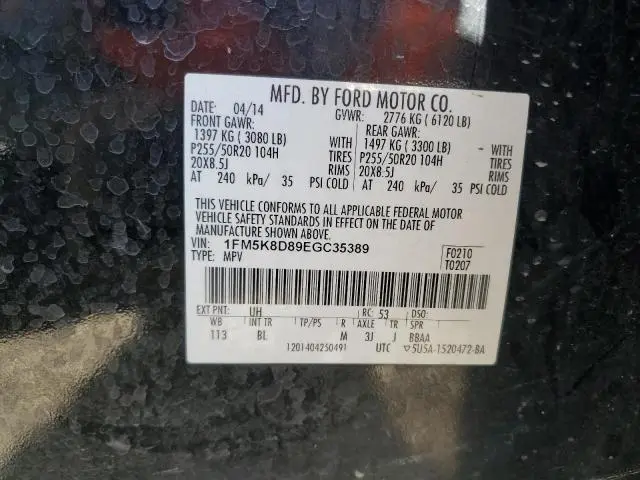 MFD. BY FORD MOTOR CO.
DATE: 04/14 GVWR: 2776 KG ( 6120 LB)
FRONT GAWR: REAR GAWR:
1397 KG ( 3080 LB) WITH 1497 KG ( 3300 LB) - WITH
P255/50R20 104H TIRES P255/50R20 104H - TIRES
20X8.5J RIMS 20X8.5J RIMS
AT 240 kPa/ 35 PSI COLD AT 240 kPa/ 35 PSI COLD
THIS VEHICLE CONFORMS TO ALL APPLICABLE FEDERAL MOTOR
VEHICLE SAFETY STANDARDS IN EFFECT ON THE DATE OF
MANUFACTURE SHOWN ABOVE.
VIN: 1FM5K8D89EGC35389 F0210
TYPE: MPV T0207
EXT PNT: UH RC: 53 DSO:
WB INT TR TP/PS R AXLE TR SPR
113 BL M 3J J BBAA
1201404250491 UTC ▽5U5A-1520472-BA